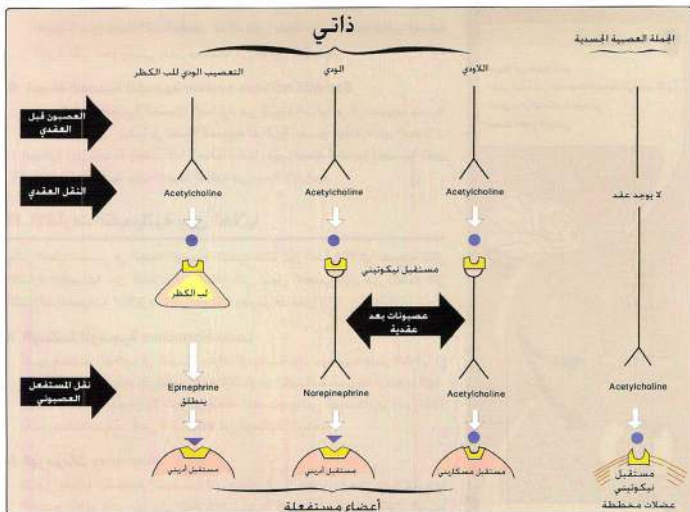 ذاتي
الجملة العصبية الجسدية
التعصيب الودي للب الكظر
الودي
اللاودي
العصبون قبل
العقدي
النقل العقدي
Acetylcholine
Acetylcholine
Acetylcholine
لا يوجد عقد
مستقبل نيكوتيني
لب الكظر
عصبونات بعد
عقدية
نقل المستفعل
العصبوني
Epinephrine
ينطلق
Norepinephrine
Acetylcholine
Acetylcholine
مستقبل أدريني
مستقبل أدريني
مستقبل مسكاريني
مستقبل
نيكوتيني
عضلات مخططة
أعضاء مستفعلة